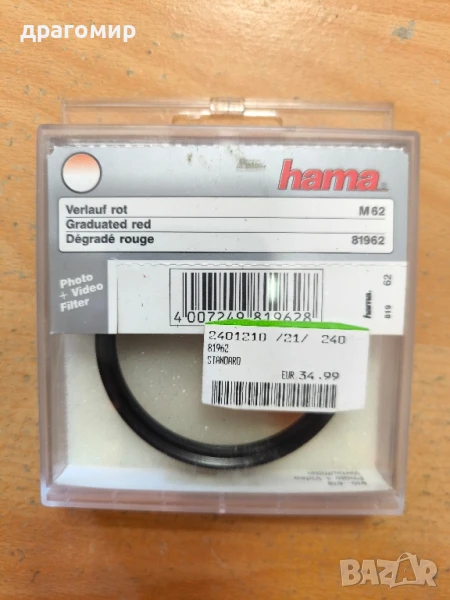 драгомир
hama®
Verlauf rot M 62
Graduated red
Dégradé rouge 81962
Photo
+ Video
Filter
4 007249 819628
hama. 62
819
2401210 /21/ 240
81962
STANDARD
EUR 34.99
BAZAR